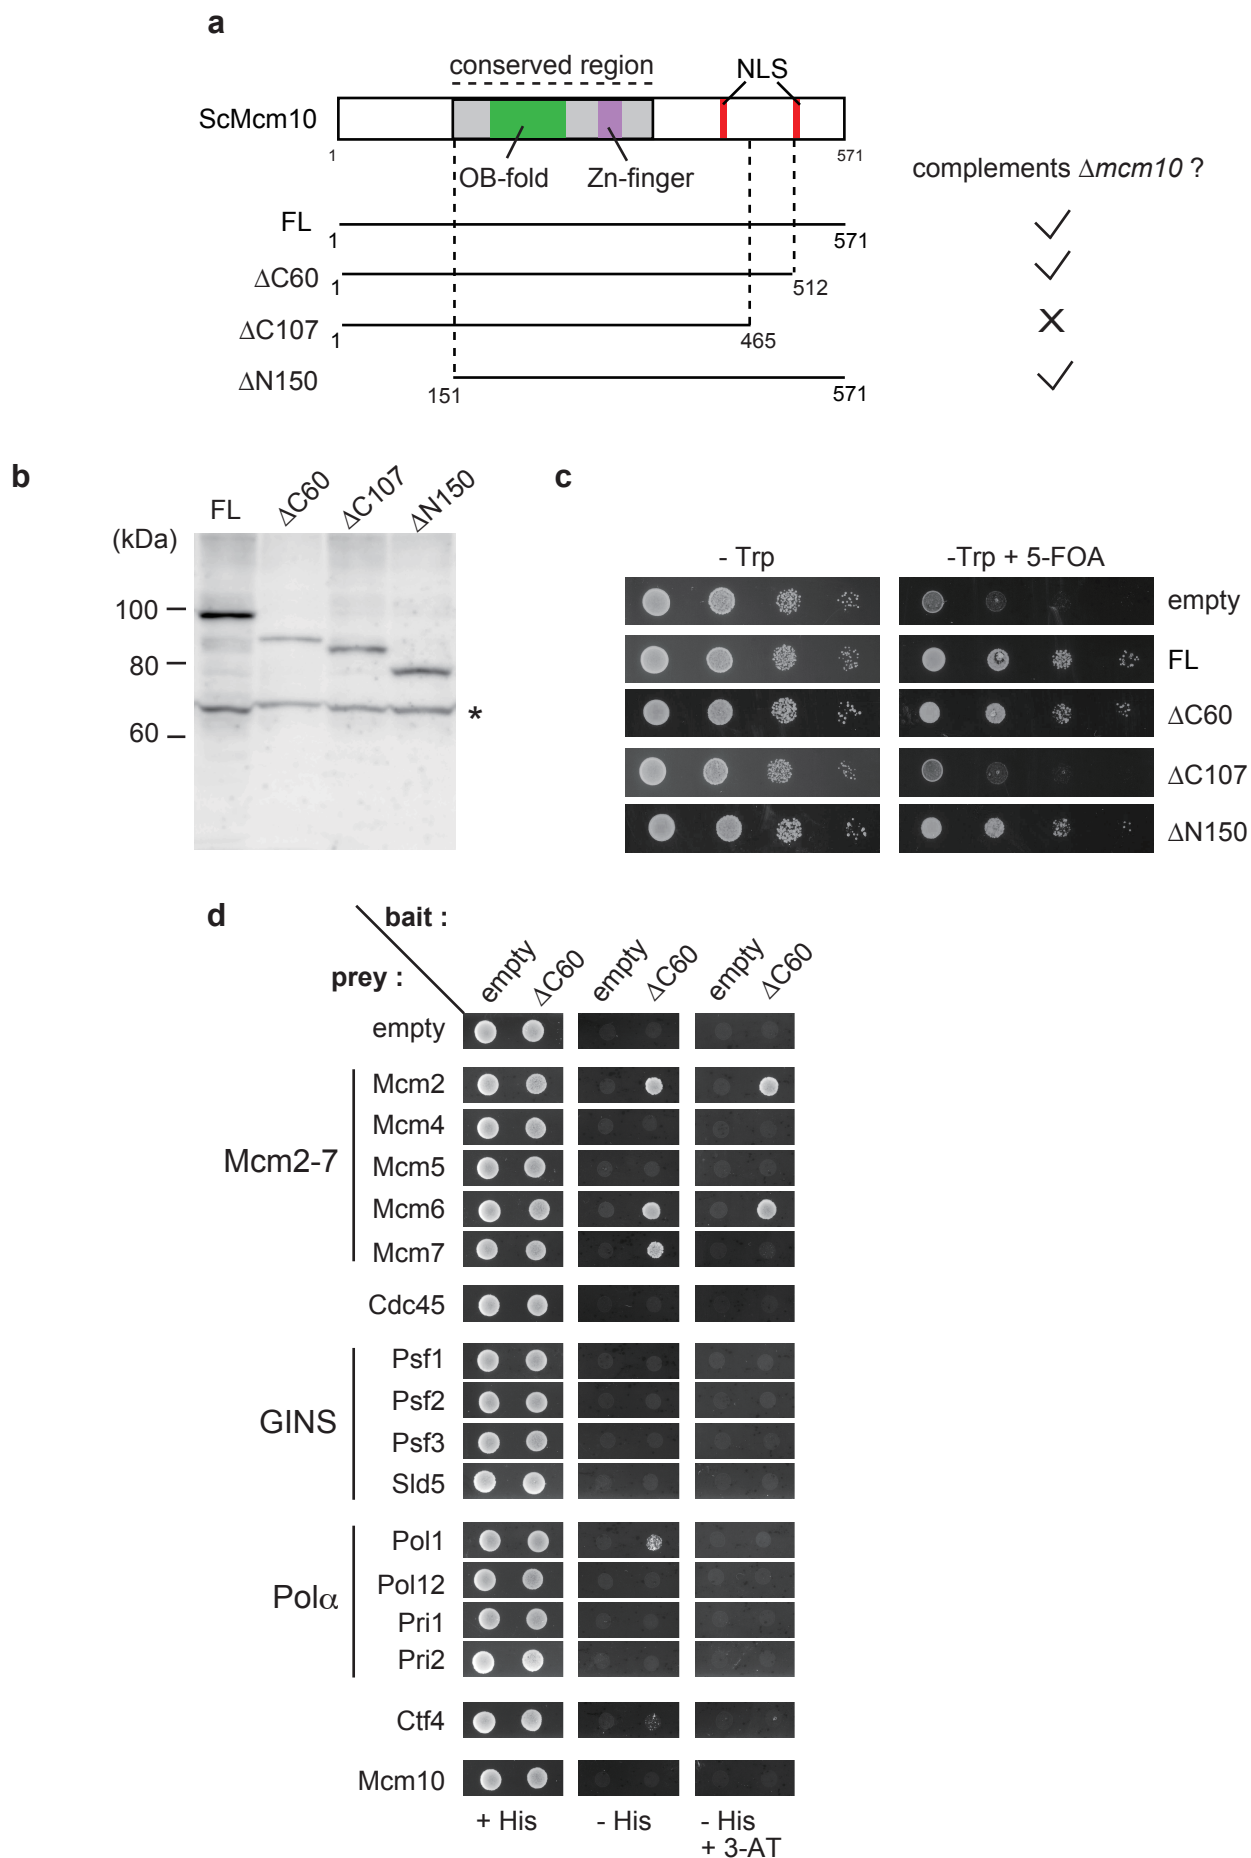 a
conserved region
NLS
ScMcm10
1
571
OB-fold
Zn-finger
complements Δmcm10 ?
FL
1
571
ΔC60
1
512
ΔC107
1
465
X
ΔN150
151
571
b
FL
ΔC60
ΔC107
ΔN150
(kDa)
100
80
60
*
c
- Trp
-Trp + 5-FOA
empty
FL
ΔC60
ΔC107
ΔN150
d
bait :
prey :
empty ΔC60 empty ΔC60 empty ΔC60
empty
Mcm2-7
Mcm2
Mcm4
Mcm5
Mcm6
Mcm7
Cdc45
GINS
Psf1
Psf2
Psf3
Sld5
Polα
Pol1
Pol12
Pri1
Pri2
Ctf4
Mcm10
+ His
- His
- His
+ 3-AT